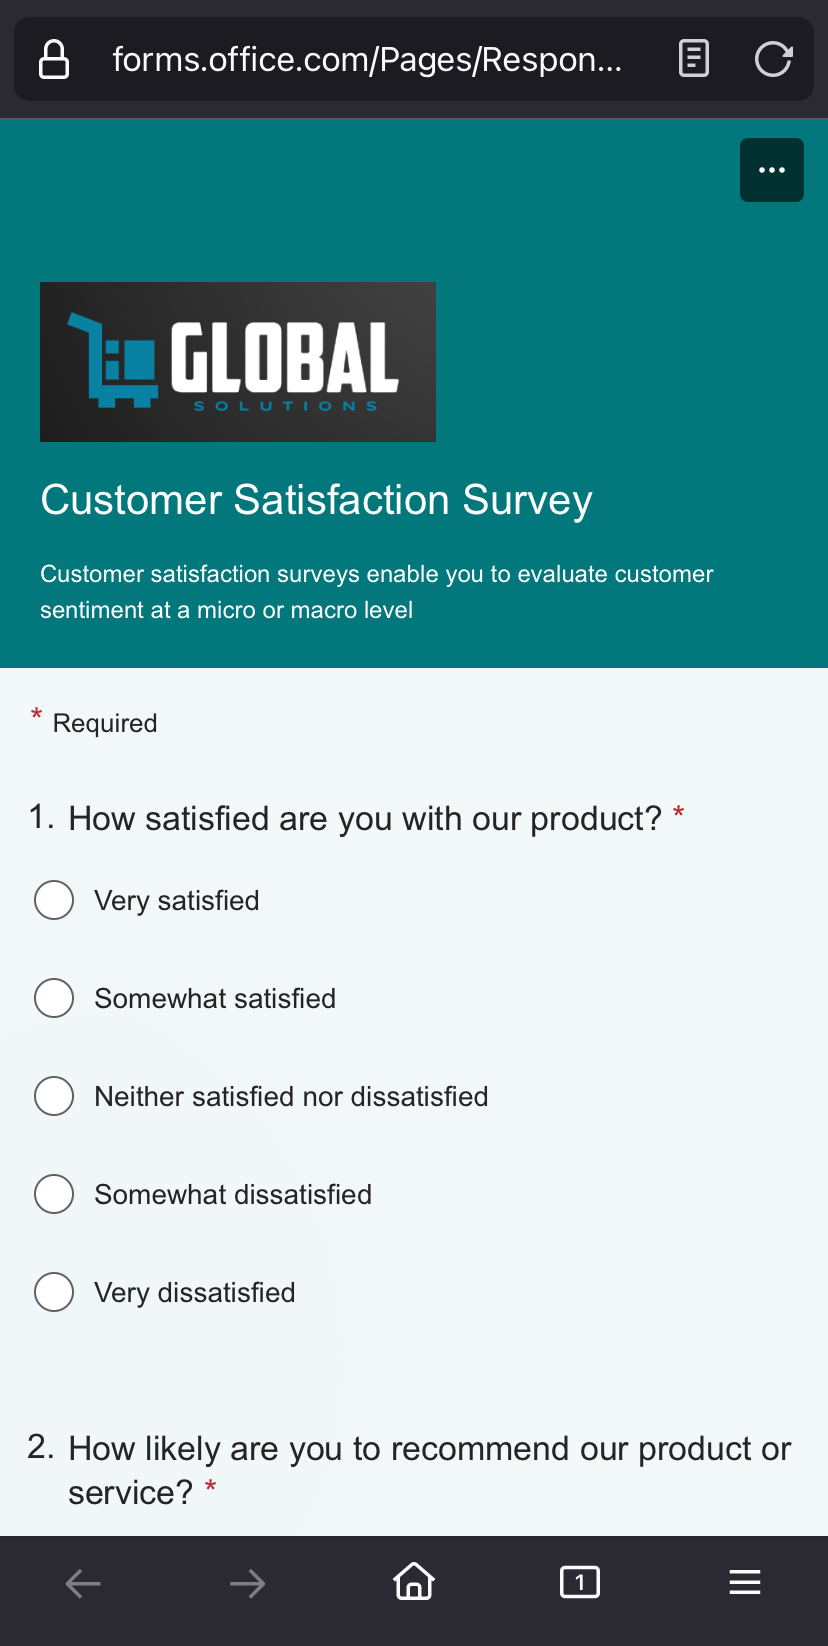 forms.office.com/Pages/Respon...
GLOBAL
SOLUTIONS
Customer Satisfaction Survey
Customer satisfaction surveys enable you to evaluate customer
sentiment at a micro or macro level
* Required
1. How satisfied are you with our product? *
Very satisfied
Somewhat satisfied
Neither satisfied nor dissatisfied
Somewhat dissatisfied
Very dissatisfied
2. How likely are you to recommend our product or
service? *
1